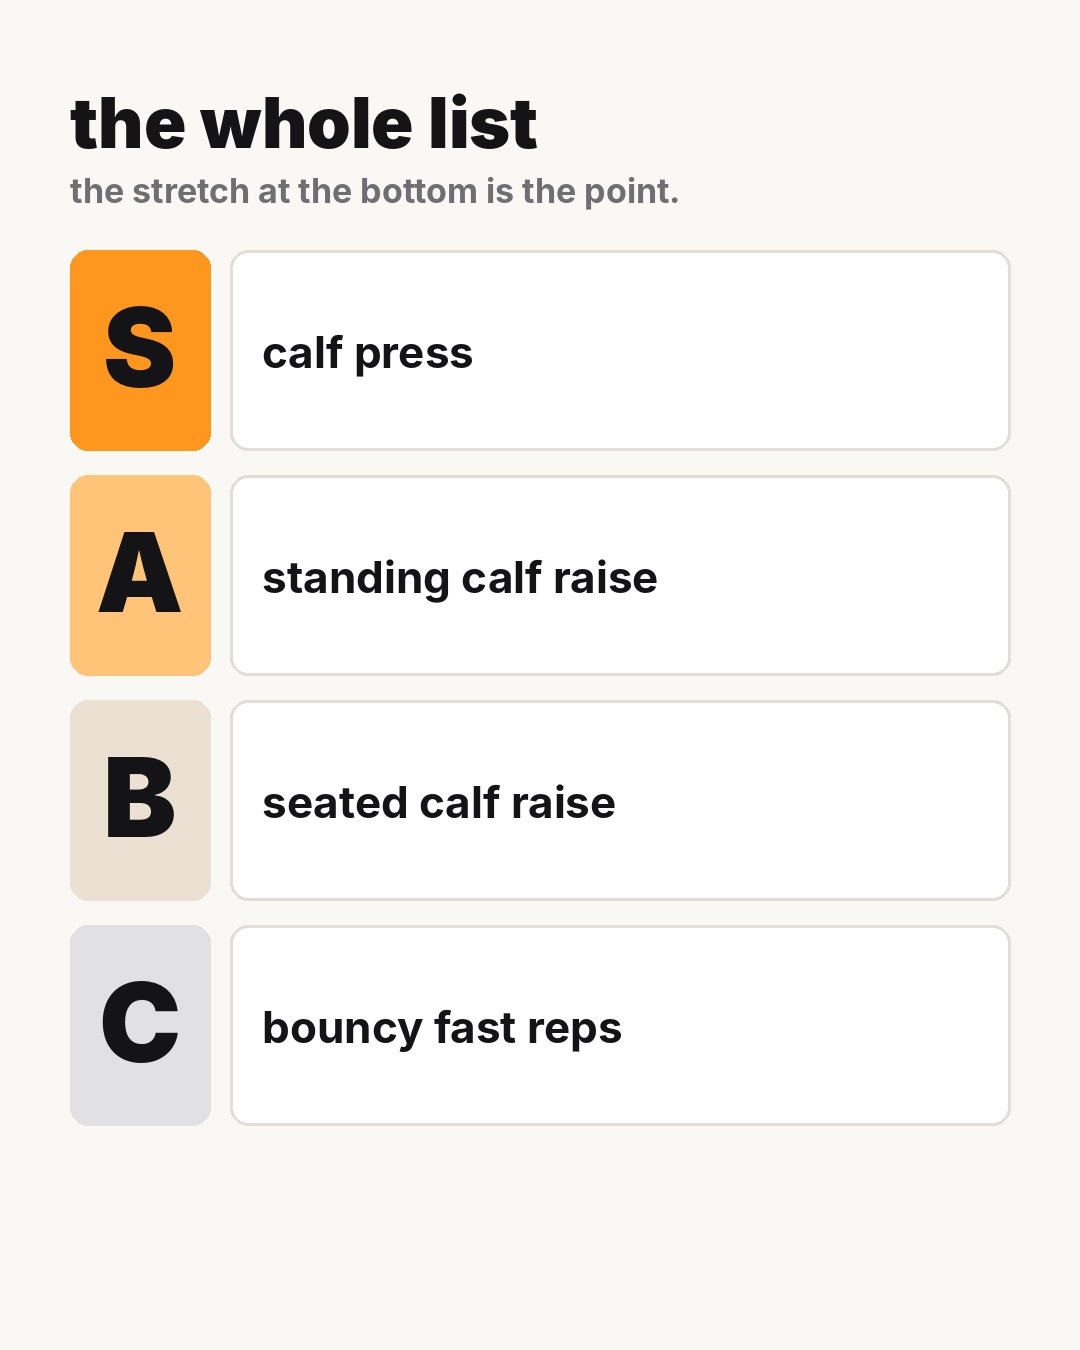 the whole list
the stretch at the bottom is the point.
S
calf press
A
standing calf raise
B
seated calf raise
C
bouncy fast reps